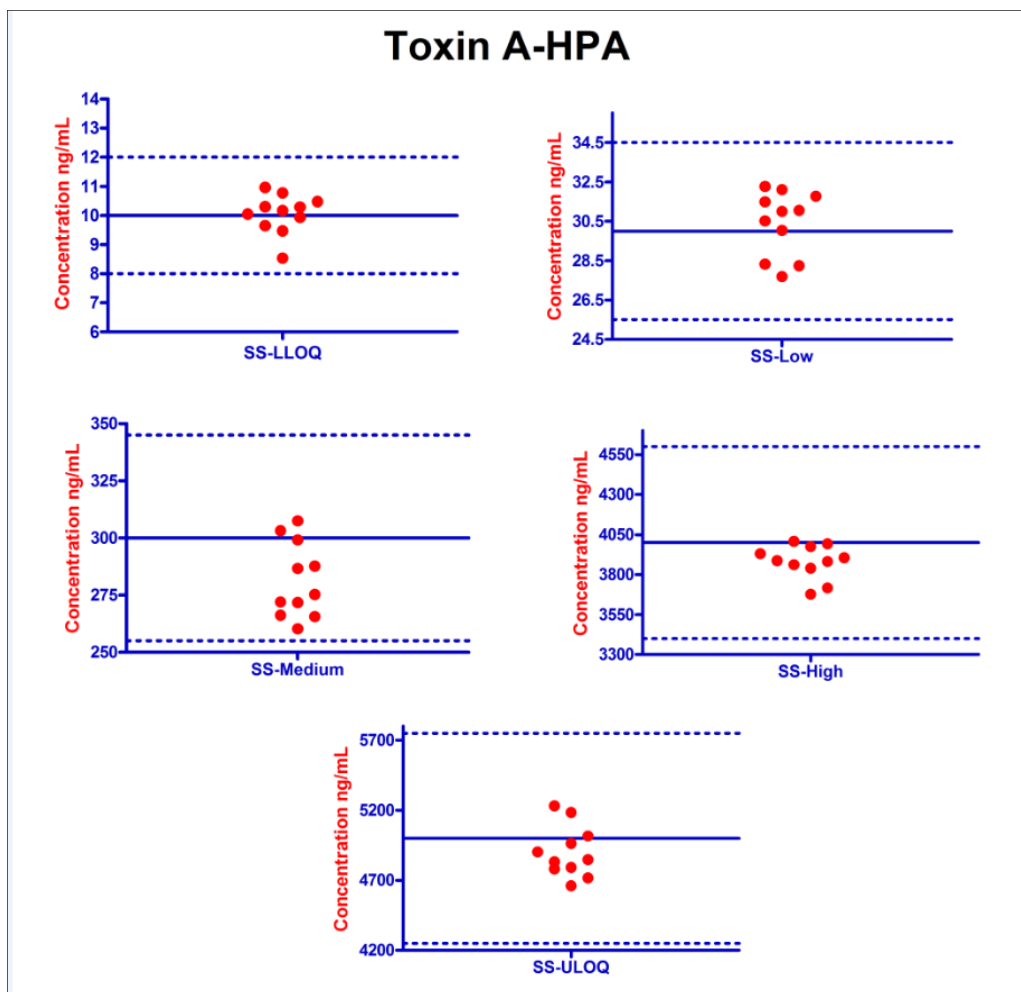 Toxin A-HPA
Concentration ng/mL
14
13
12
11
10
9
8
7
6
SS-LLOQ
Concentration ng/mL
34.5
32.5
30.5
28.5
26.5
24.5
SS-Low
Concentration ng/mL
350
325
300
275
250
SS-Medium
Concentration ng/mL
4550
4300
4050
3800
3550
3300
SS-High
Concentration ng/mL
5700
5200
4700
4200
SS-ULOQ